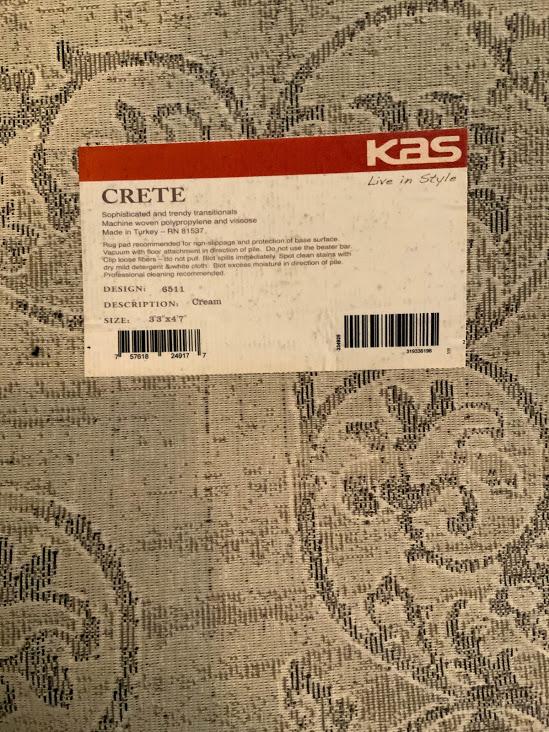 KAS
Live in Style
CRETE
Sophisticated and trendy transitionals
Machine woven polypropylene and viscose
Made in Turkey – RN 81537
Rug pad recommended for non-slippage and protection of base surface.
Vacuum with floor attachment in direction of pile. Do not use the beater bar.
Clip loose fibers – do not pull. Blot spills immediately. Spot clean stains with
dry mild detergent &white cloth. Blot excess moisture in direction of pile.
Professional cleaning recommended.
DESIGN: 6511
DESCRIPTION: Cream
SIZE: 3'3"x4'7"
7 57618 24917 7
319338196